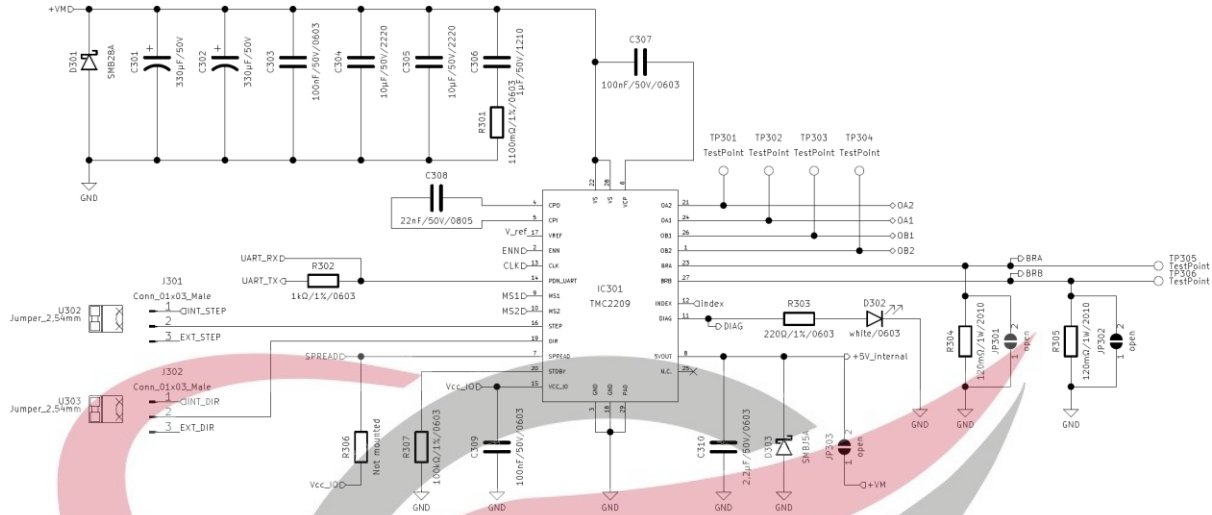 +VM
D301
SMB28A
C301
330µF/50V
C302
330µF/50V
C303
100nF/50V/0603
C304
10µF/50V/2220
C305
10µF/50V/2220
C306
1µF/50V/1210
R301
1100mΩ/1%/0603
GND
C307
100nF/50V/0603
TP301
TestPoint
TP302
TestPoint
TP303
TestPoint
TP304
TestPoint
C308
22nF/50V/0805
22
VS
28
VS
VCP
4
CPO
5
CPI
V_ref
17
VREF
ENN
2
ENN
CLK
13
CLK
UART_RX
UART_TX
R302
1kΩ/1%/0603
14
PDN_UART
MS1
9
MS1
MS2
10
MS2
16
STEP
19
DIR
SPREAD
7
SPREAD
20
STDBY
Vcc_IO
15
VCC_IO
IC301
TMC2209
OA2
21
OA2
OA1
24
OA1
OB1
26
OB1
OB2
1
OB2
BRA
23
BRA
BRB
27
BRB
TP305
TestPoint
TP306
TestPoint
INDEX
12
index
DIAG
11
DIAG
R303
220Ω/1%/0603
D302
white/0603
5VOUT
8
+5V_internal
N.C.
25
GND
3
GND
18
PAD
29
GND
J301
Conn_01x03_Male
U302
Jumper_2,54mm
1
INT_STEP
2
3
EXT_STEP
J302
Conn_01x03_Male
U303
Jumper_2,54mm
1
INT_DIR
2
3
EXT_DIR
R306
Not mounted
Vcc_IO
R307
100kΩ/1%/0603
GND
C309
100nF/50V/0603
GND
C310
2,2µF/50V/0603
GND
D303
SMBJ5A
GND
JP303
2
1
open
+VM
GND
R304
120mΩ/1W/2010
JP301
2
1
open
GND
R305
120mΩ/1W/2010
JP302
2
1
open
GND